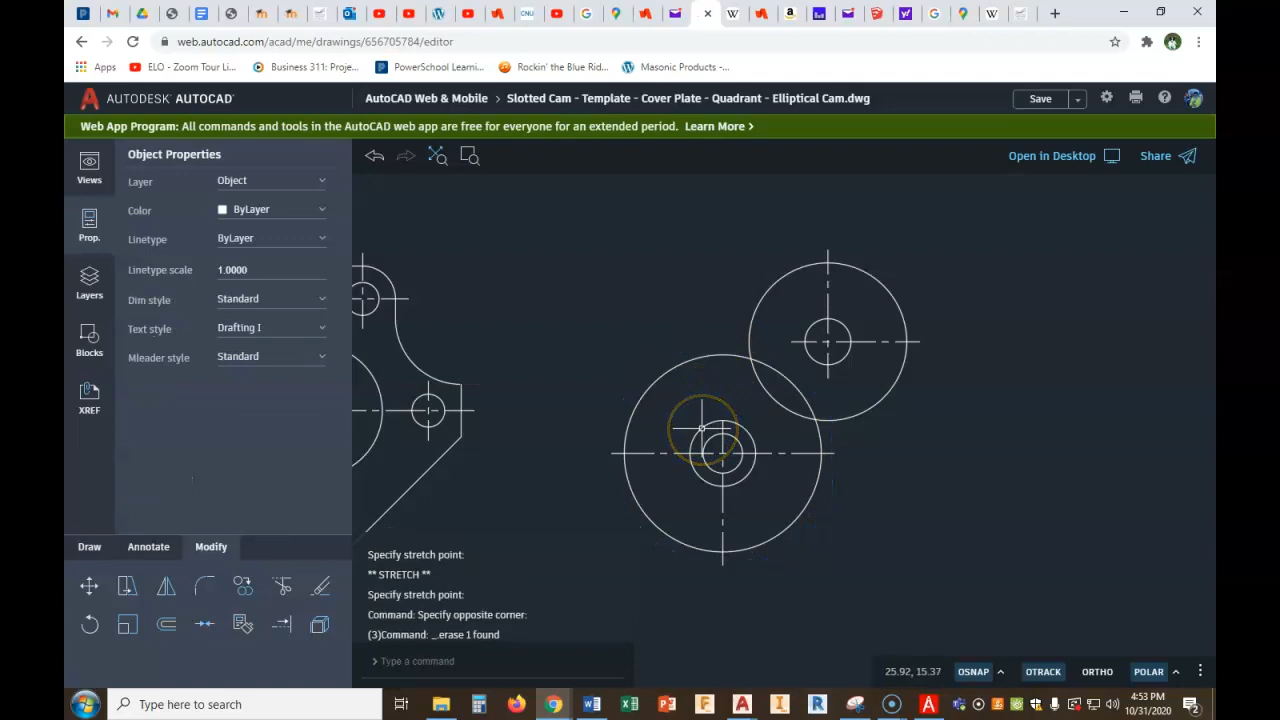 CNU
web.autocad.com/acad/me/drawings/656705784/editor
Apps
ELO - Zoom Tour Li...
Business 311: Proje...
PowerSchool Learni...
Rockin' the Blue Rid...
Masonic Products -...
AUTODESK® AUTOCAD®
AutoCAD Web & Mobile > Slotted Cam - Template - Cover Plate - Quadrant - Elliptical Cam.dwg
Save
Web App Program: All commands and tools in the AutoCAD web app are free for everyone for an extended period. Learn More >
Views
Object Properties
Open in Desktop
Share
Layer Object
Color ByLayer
Prop.
Linetype ByLayer
Linetype scale 1.0000
Layers
Dim style Standard
Text style Drafting I
Blocks
Mleader style Standard
XREF
Draw
Annotate
Modify
Specify stretch point:
** STRETCH **
Specify stretch point:
Command: Specify opposite corner:
(3)Command: _.erase 1 found
Type a command
25.92, 15.37
OSNAP
OTRACK
ORTHO
POLAR
Type here to search
4:53 PM
10/31/2020